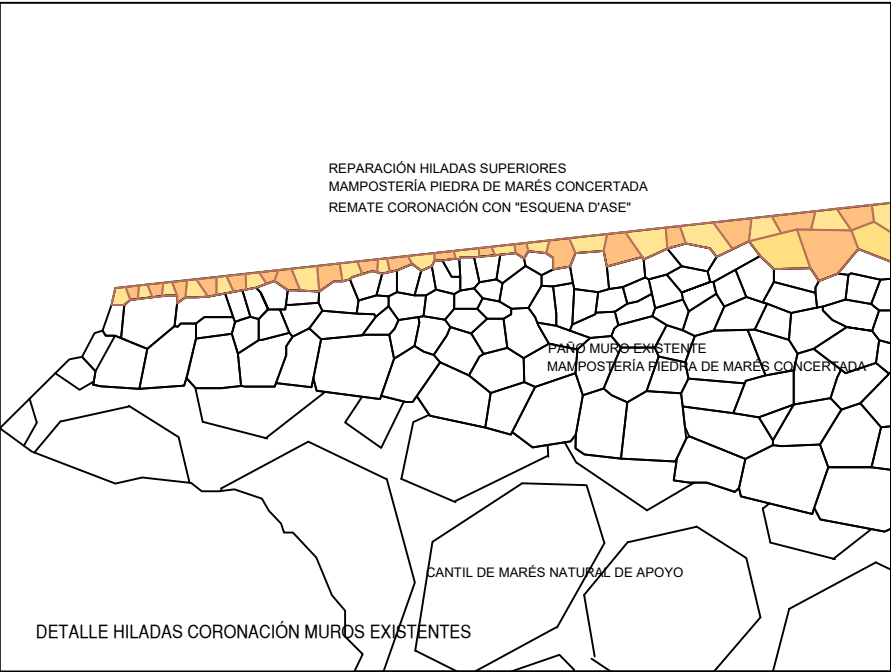 REPARACIÓN HILADAS SUPERIORES
MAMPOSTERÍA PIEDRA DE MARÉS CONCERTADA
REMATE CORONACIÓN CON "ESQUENA D'ASE"
PAÑO MURO EXISTENTE
MAMPOSTERÍA PIEDRA DE MARÉS CONCERTADA
CANTIL DE MARÉS NATURAL DE APOYO
DETALLE HILADAS CORONACIÓN MUROS EXISTENTES